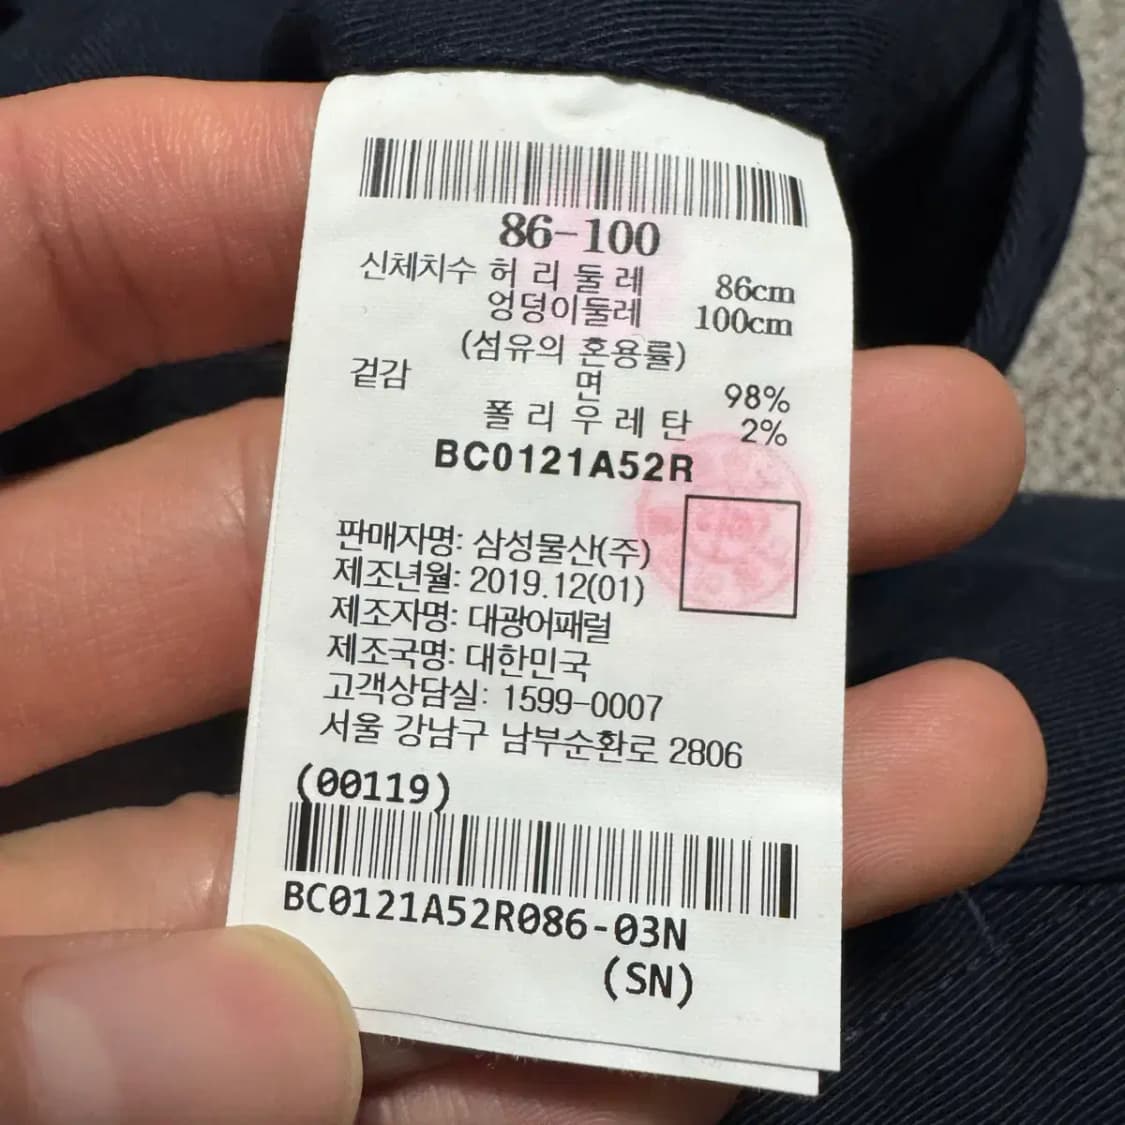 86-100
신체치수 허리둘레 86cm
엉덩이둘레 100cm
(섬유의 혼용률)
겉감 면 98%
폴리우레탄 2%
BC0121A52R
판매자명: 삼성물산(주)
제조년월: 2019.12(01)
제조자명: 대광어패럴
제조국명: 대한민국
고객상담실: 1599-0007
서울 강남구 남부순환로 2806
(00119)
BC0121A52R086-03N
(SN)